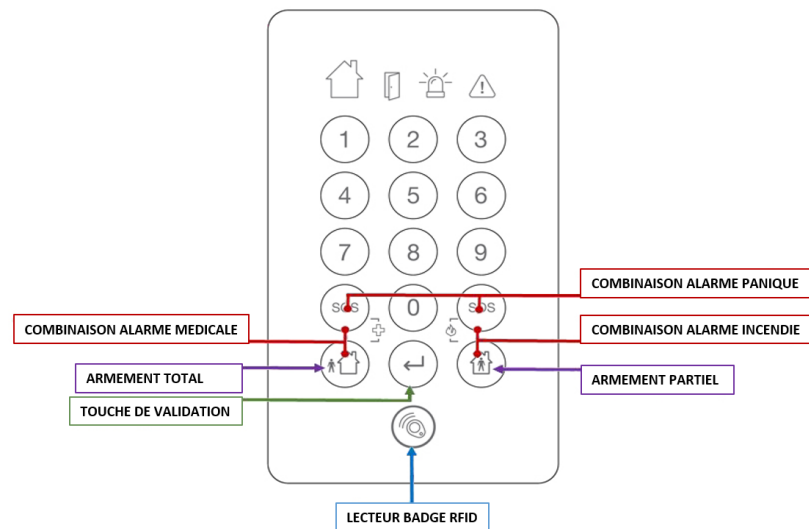 1 2 3
4 5 6
7 8 9
SOS 0 SOS
COMBINAISON ALARME PANIQUE
COMBINAISON ALARME MEDICALE
COMBINAISON ALARME INCENDIE
ARMEMENT TOTAL
ARMEMENT PARTIEL
TOUCHE DE VALIDATION
LECTEUR BADGE RFID